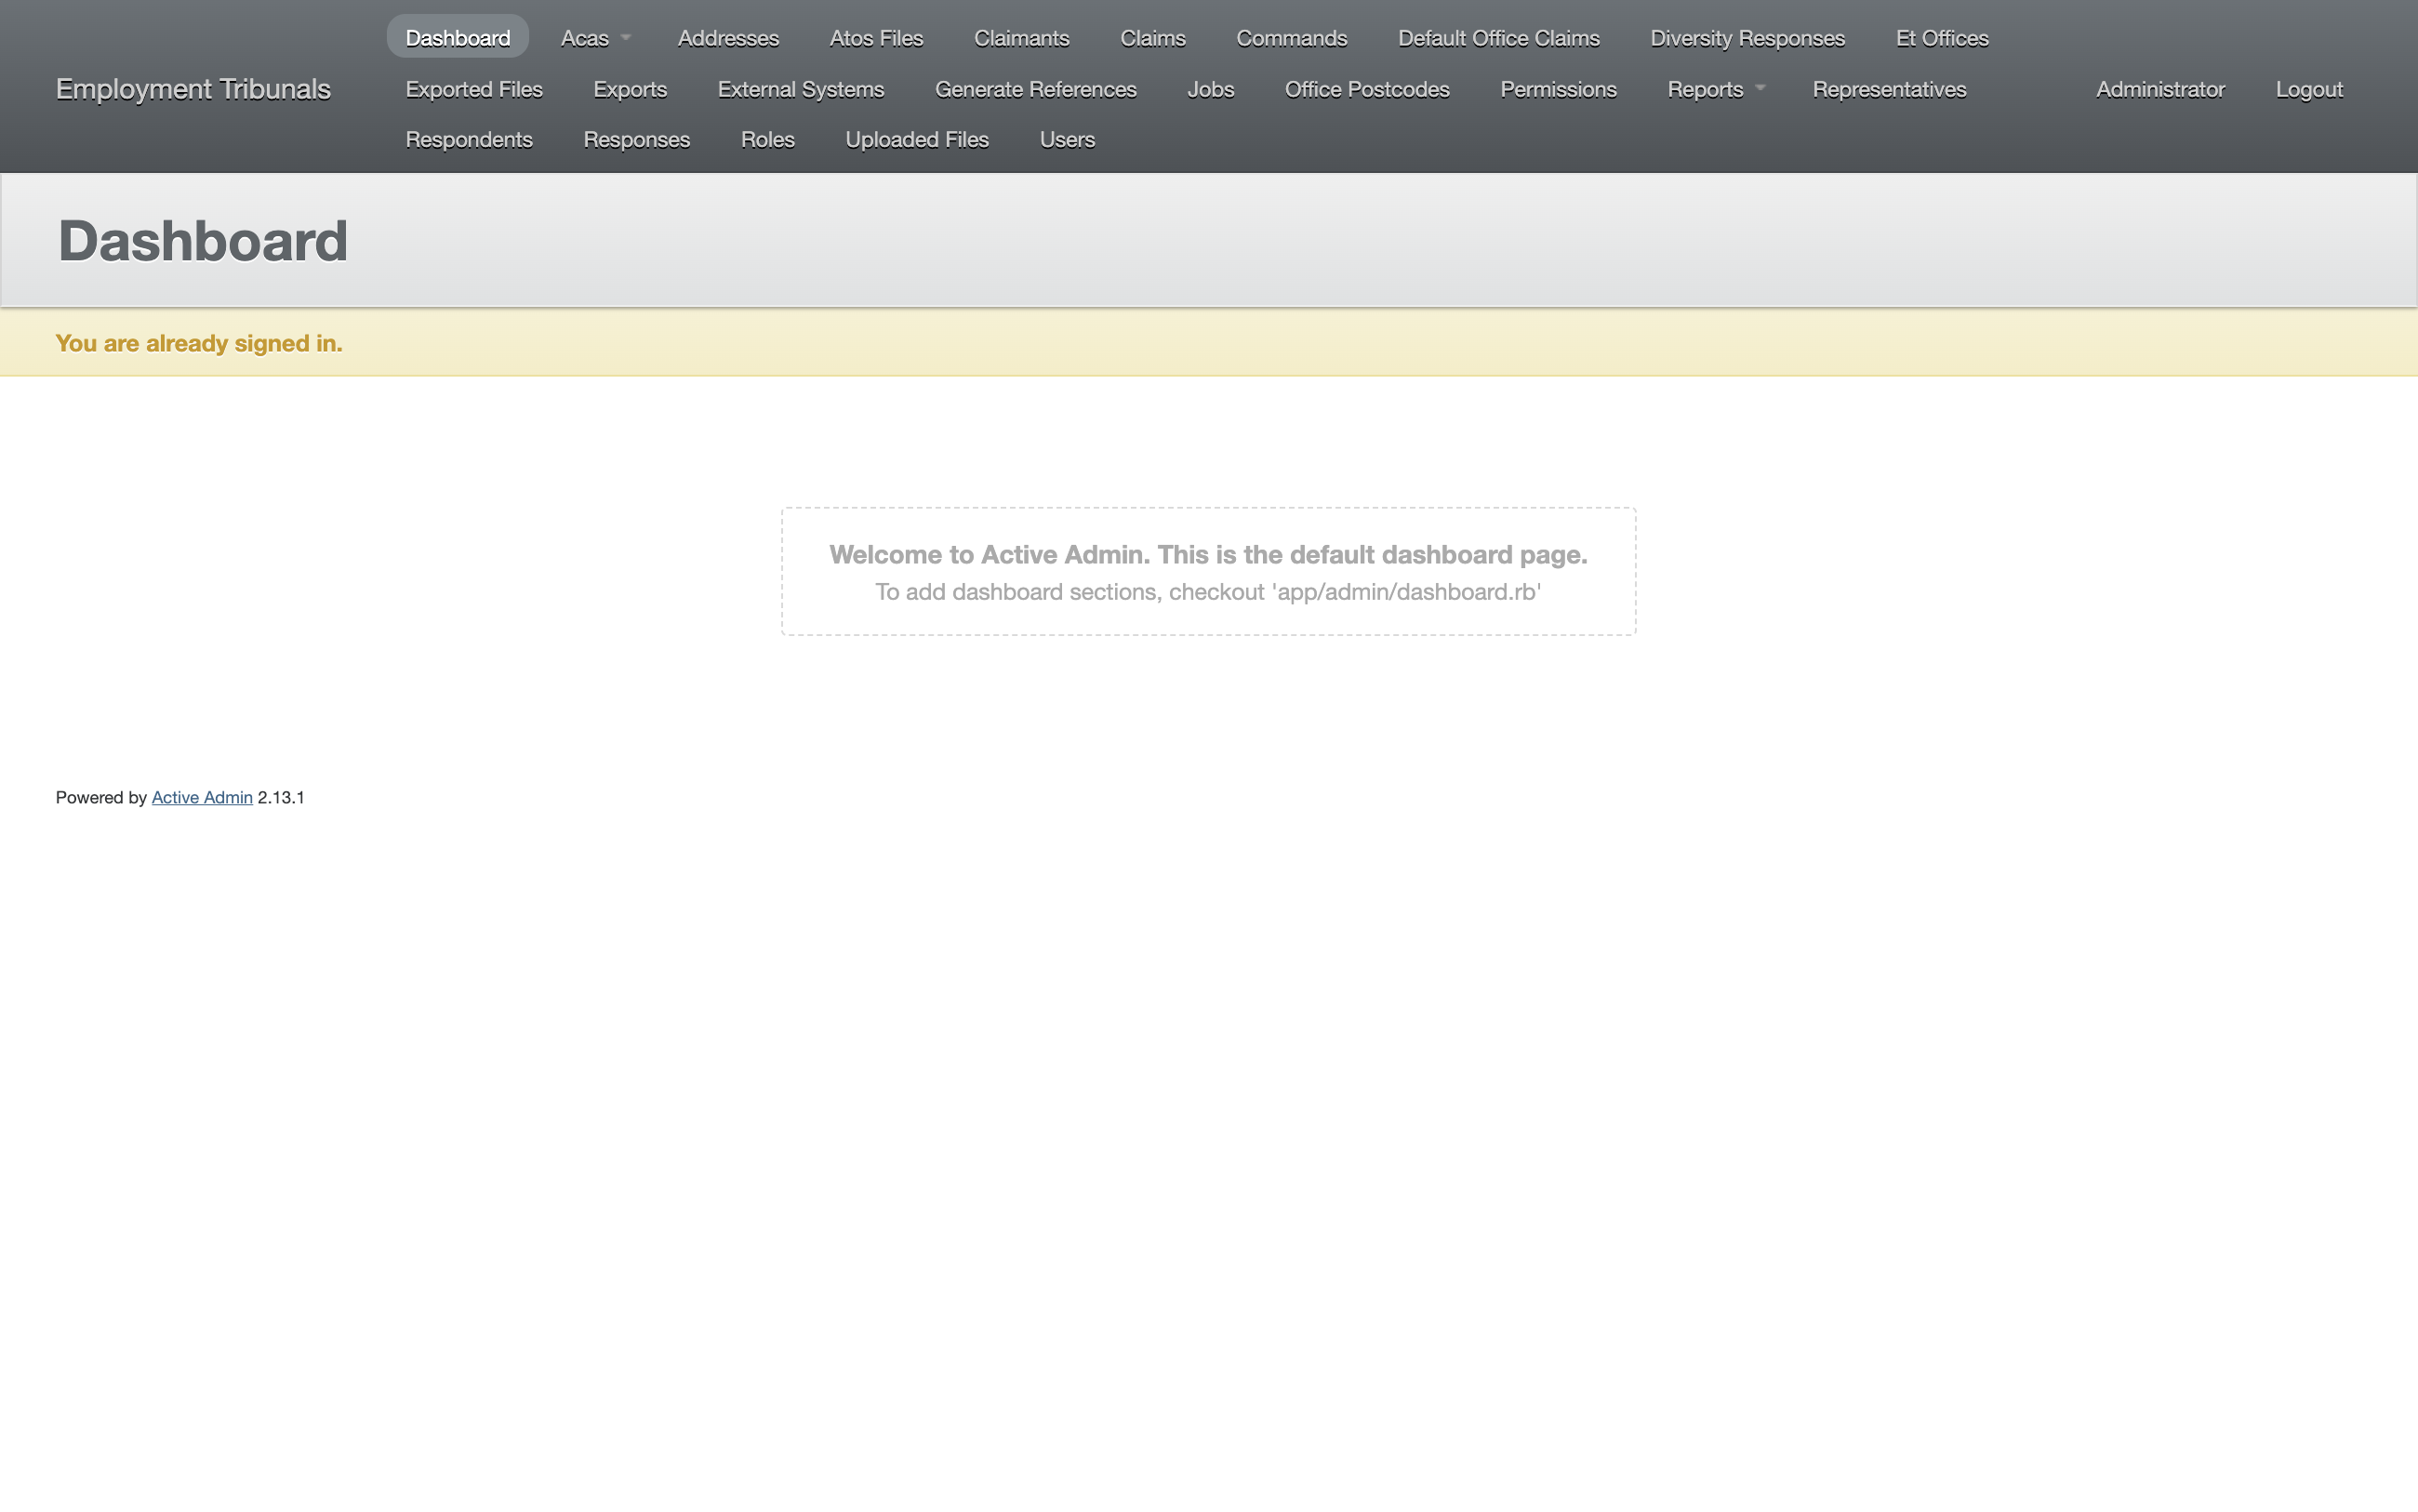 Employment Tribunals
Dashboard Acas Addresses Atos Files Claimants Claims Commands Default Office Claims Diversity Responses Et Offices
Exported Files Exports External Systems Generate References Jobs Office Postcodes Permissions Reports Representatives
Respondents Responses Roles Uploaded Files Users
Administrator Logout
Dashboard
You are already signed in.
Welcome to Active Admin. This is the default dashboard page.
To add dashboard sections, checkout 'app/admin/dashboard.rb'
Powered by Active Admin 2.13.1